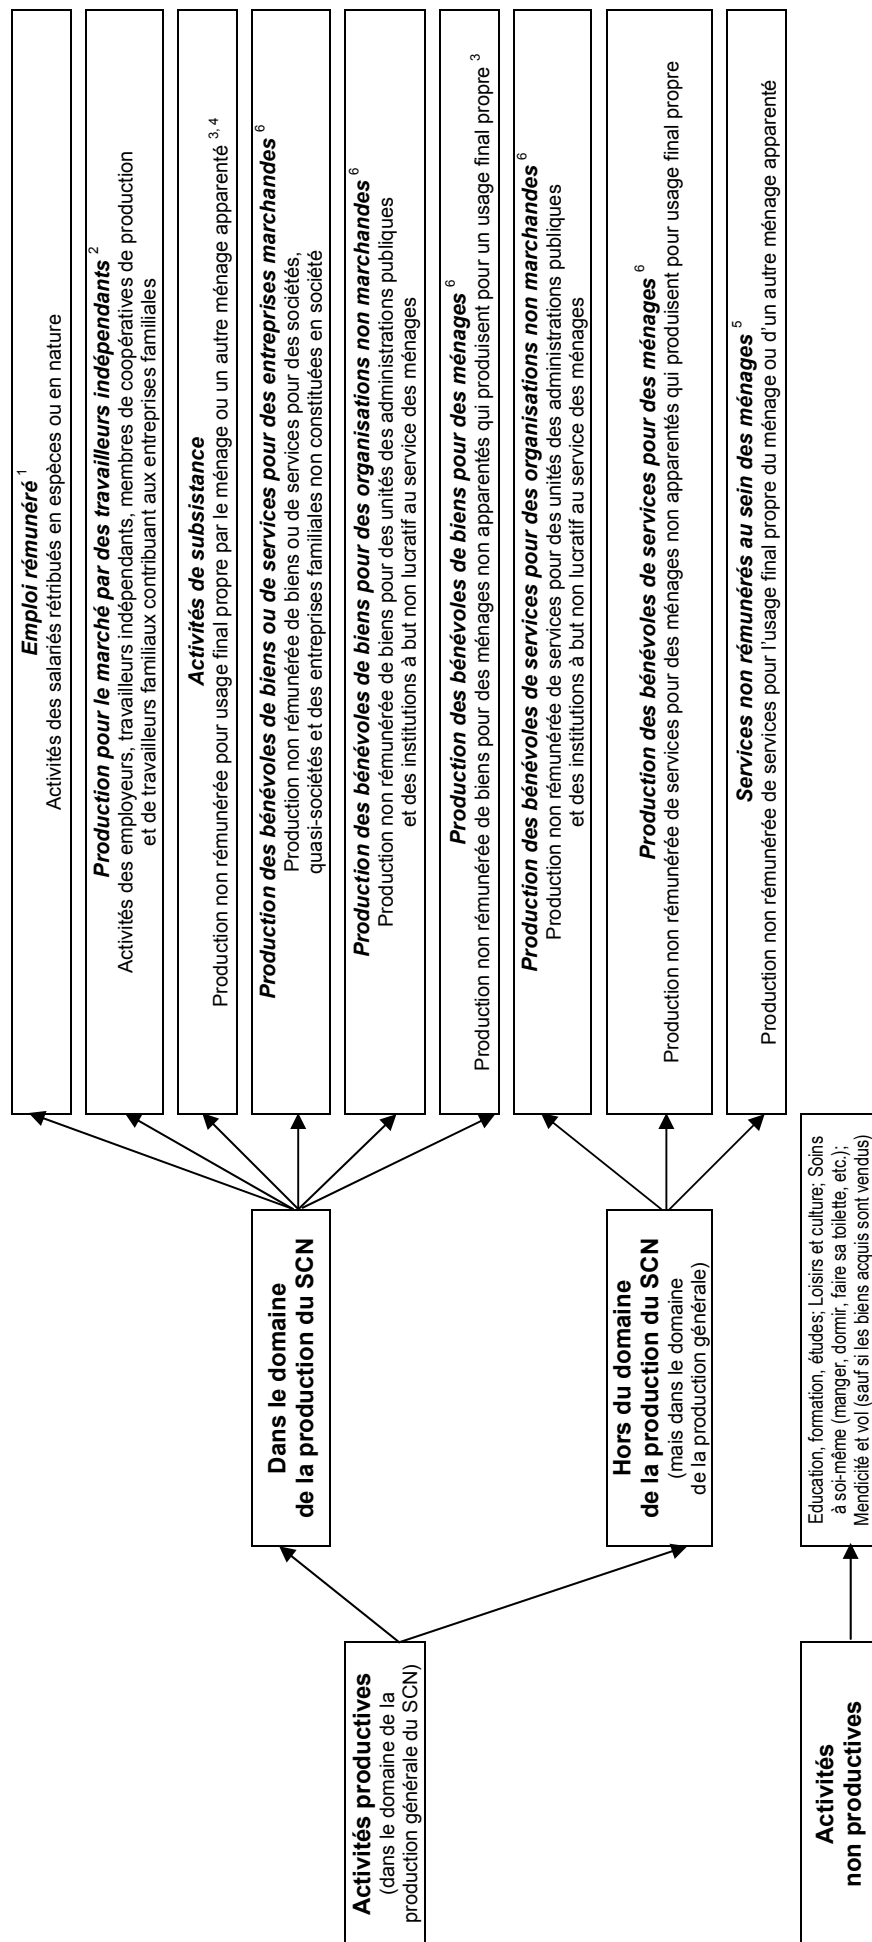 Activités productives
(dans le domaine de la
production générale du SCN)
Dans le domaine
de la production du SCN
Emploi rémunéré 1
Activités des salariés rétribués en espèces ou en nature
Production pour le marché par des travailleurs indépendants 2
Activités des employeurs, travailleurs indépendants, membres de coopératives de production
et de travailleurs familiaux contribuant aux entreprises familiales
Activités de subsistance
Production non rémunérée pour usage final propre par le ménage ou un autre ménage apparenté 3, 4
Production des bénévoles de biens ou de services pour des entreprises marchandes 6
Production non rémunérée de biens ou de services pour des sociétés,
quasi-sociétés et des entreprises familiales non constituées en société
Production des bénévoles de biens pour des organisations non marchandes 6
Production non rémunérée de biens pour des unités des administrations publiques
et des institutions à but non lucratif au service des ménages
Production des bénévoles de biens pour des ménages 6
Production non rémunérée de biens pour des ménages non apparentés qui produisent pour un usage final propre 3
Hors du domaine
de la production du SCN
(mais dans le domaine
de la production générale)
Production des bénévoles de services pour des organisations non marchandes 6
Production non rémunérée de services pour des unités des administrations publiques
et des institutions à but non lucratif au service des ménages
Production des bénévoles de services pour des ménages 6
Production non rémunérée de services pour des ménages non apparentés qui produisent pour usage final propre
Services non rémunérés au sein des ménages 5
Production non rémunérée de services pour l'usage final propre du ménage ou d'un autre ménage apparenté
Activités
non productives
Education, formation, études; Loisirs et culture; Soins
à soi-même (manger, dormir, faire sa toilette, etc.);
Mendicité et vol (sauf si les biens acquis sont vendus)